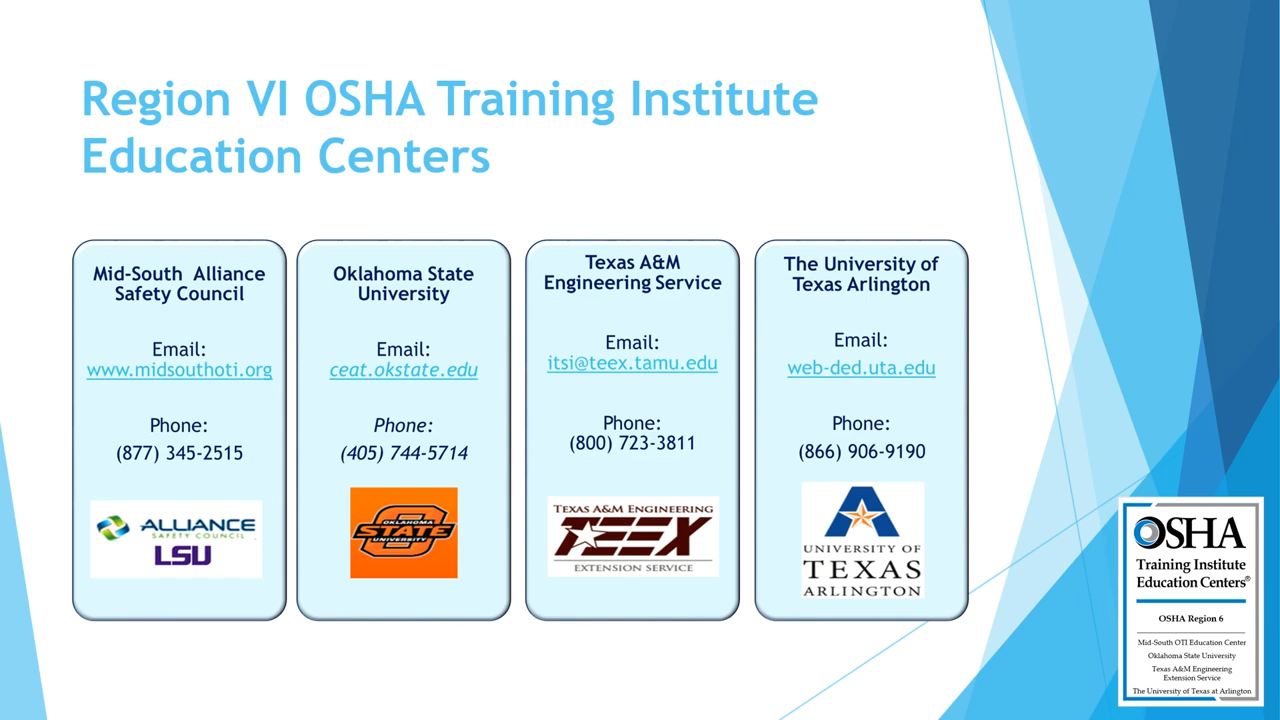 Region VI OSHA Training Institute
Education Centers
Mid-South Alliance
Safety Council
Email:
www.midsouthoti.org
Phone:
(877) 345-2515
ALLIANCE
SAFETY COUNCIL
LSU
Oklahoma State
University
Email:
ceat.okstate.edu
Phone:
(405) 744-5714
OKLAHOMA
STATE
UNIVERSITY
Texas A&M
Engineering Service
Email:
itsi@teex.tamu.edu
Phone:
(800) 723-3811
TEXAS A&M ENGINEERING
TEEX
EXTENSION SERVICE
The University of
Texas Arlington
Email:
web-ded.uta.edu
Phone:
(866) 906-9190
UNIVERSITY OF
TEXAS
ARLINGTON
OSHA
Training Institute
Education Centers®
OSHA Region 6
Mid-South OTI Education Center
Oklahoma State University
Texas A&M Engineering
Extension Service
The University of Texas at Arlington